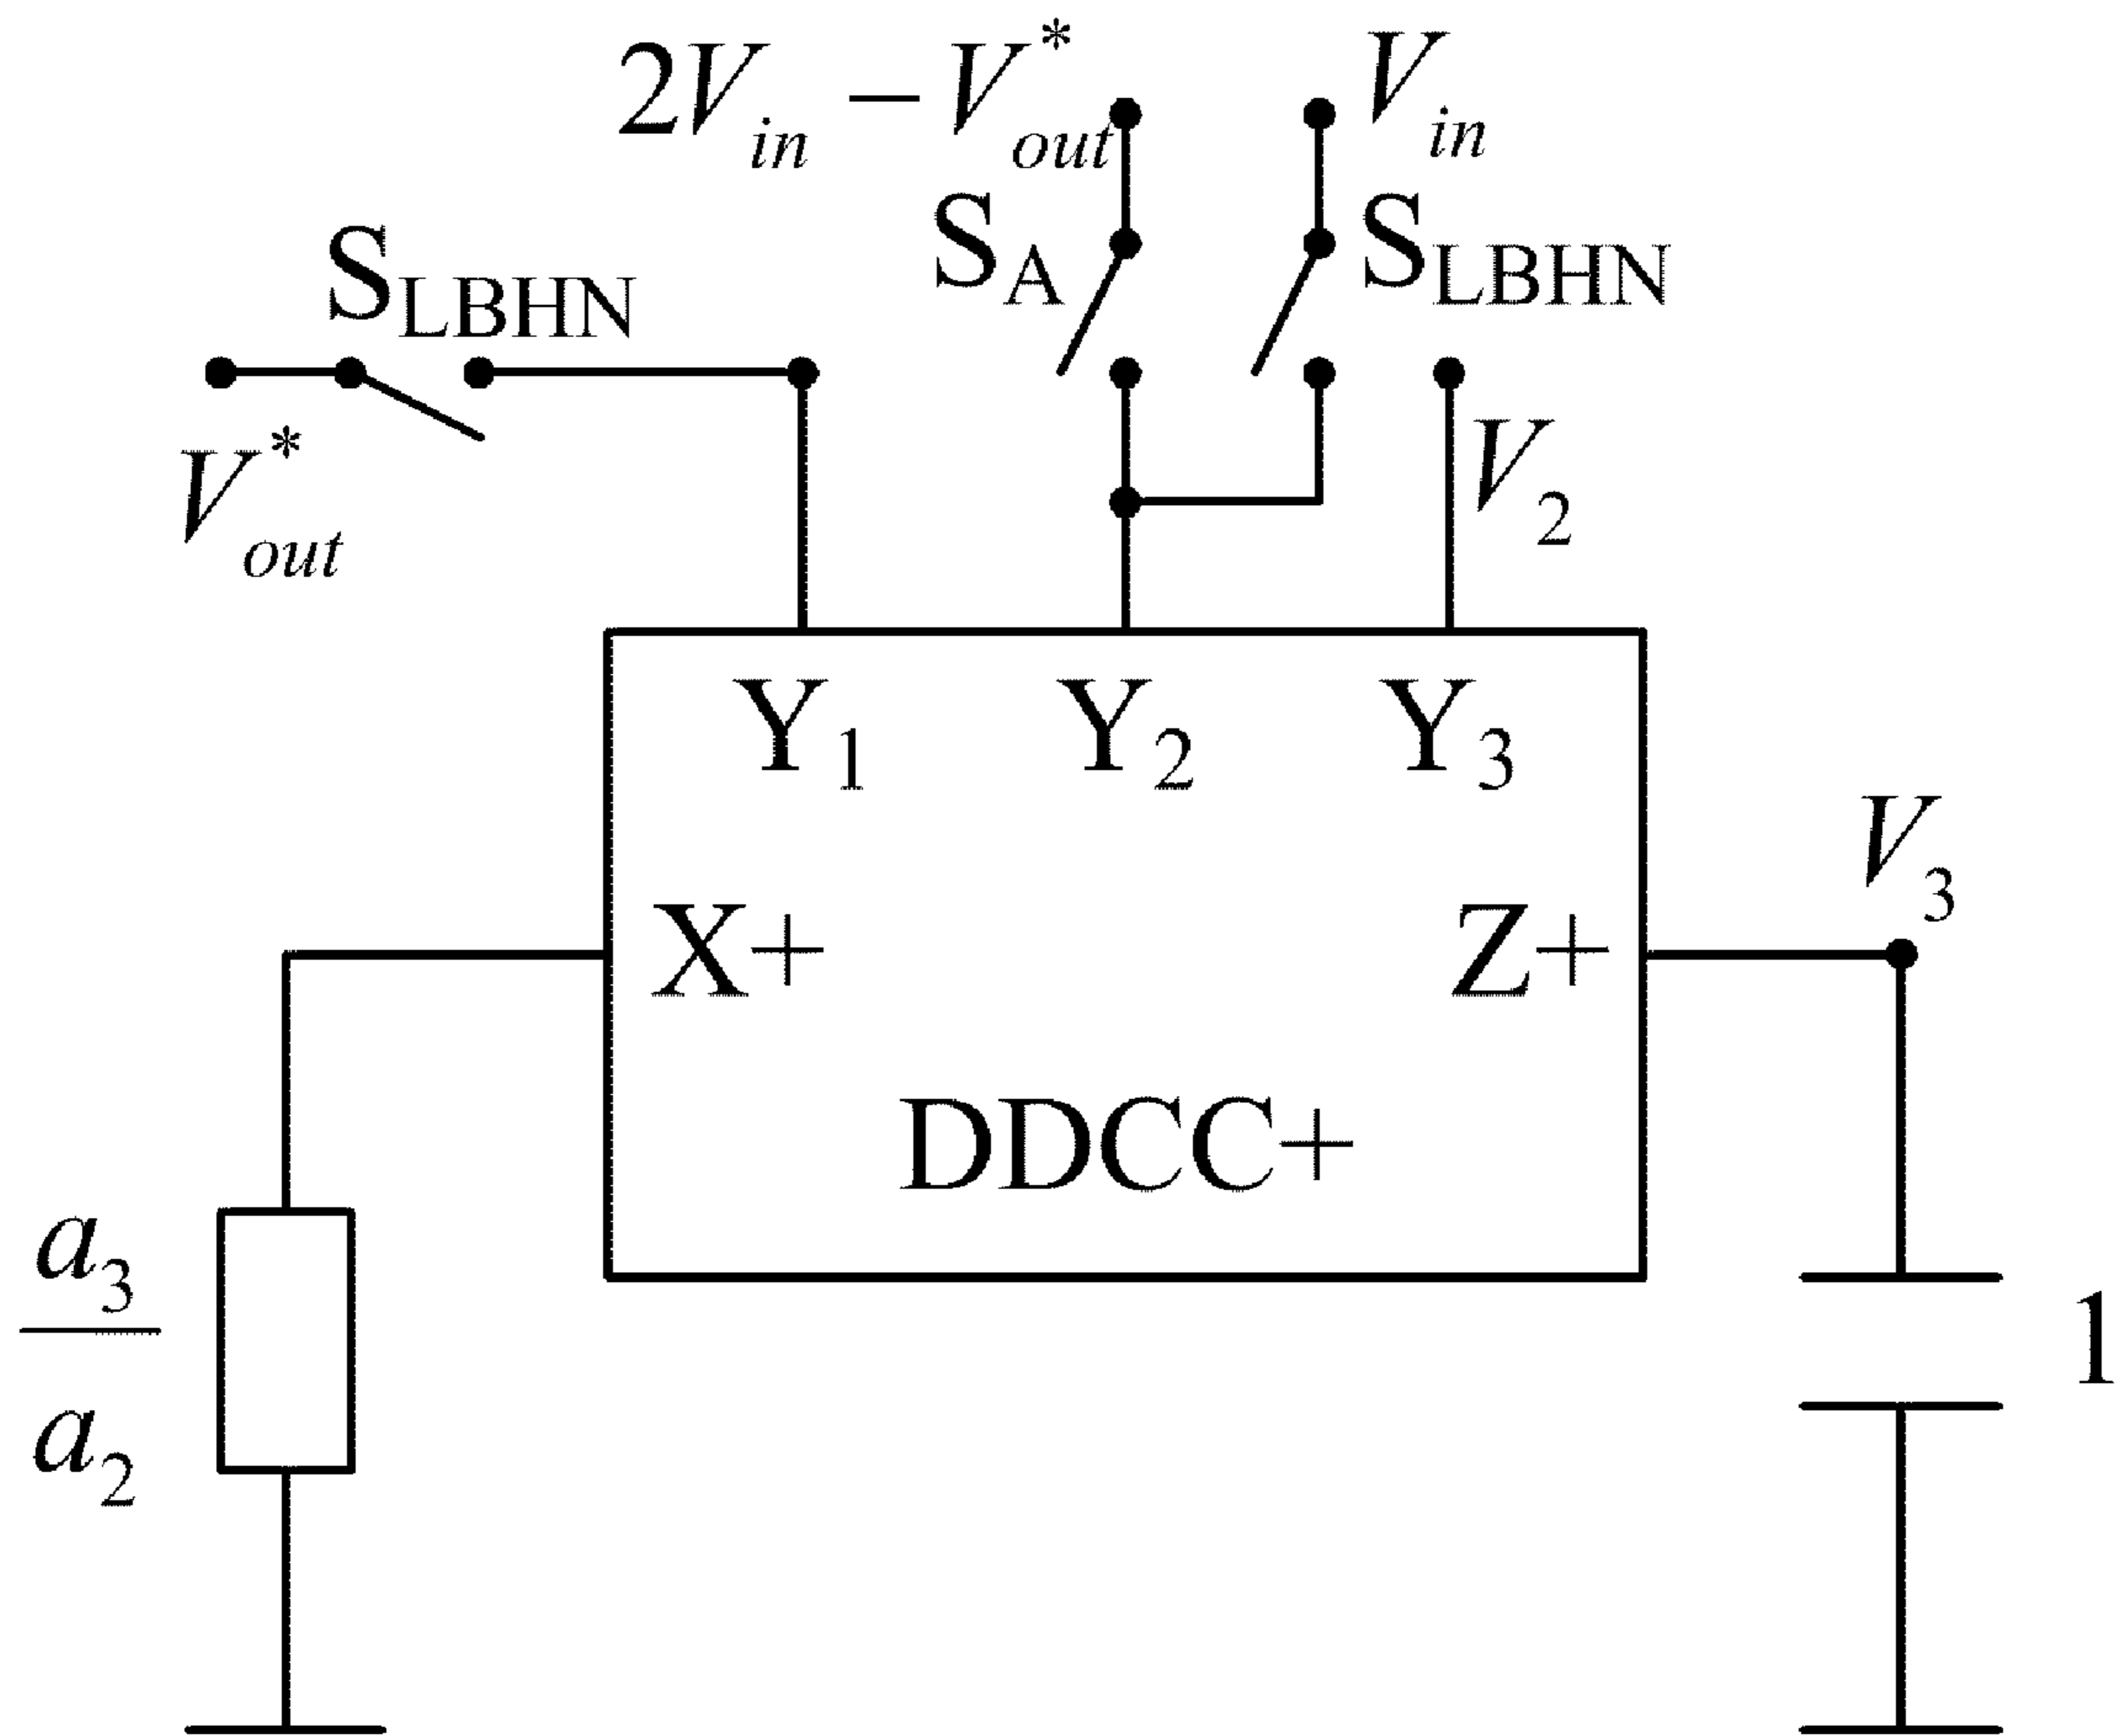 2V_in − V*_out
V_in
S_LBHN
S_A
S_LBHN
V*_out
V_2
Y_1 Y_2 Y_3
V_3
X+ Z+
DDCC+
a_3
a_2
1